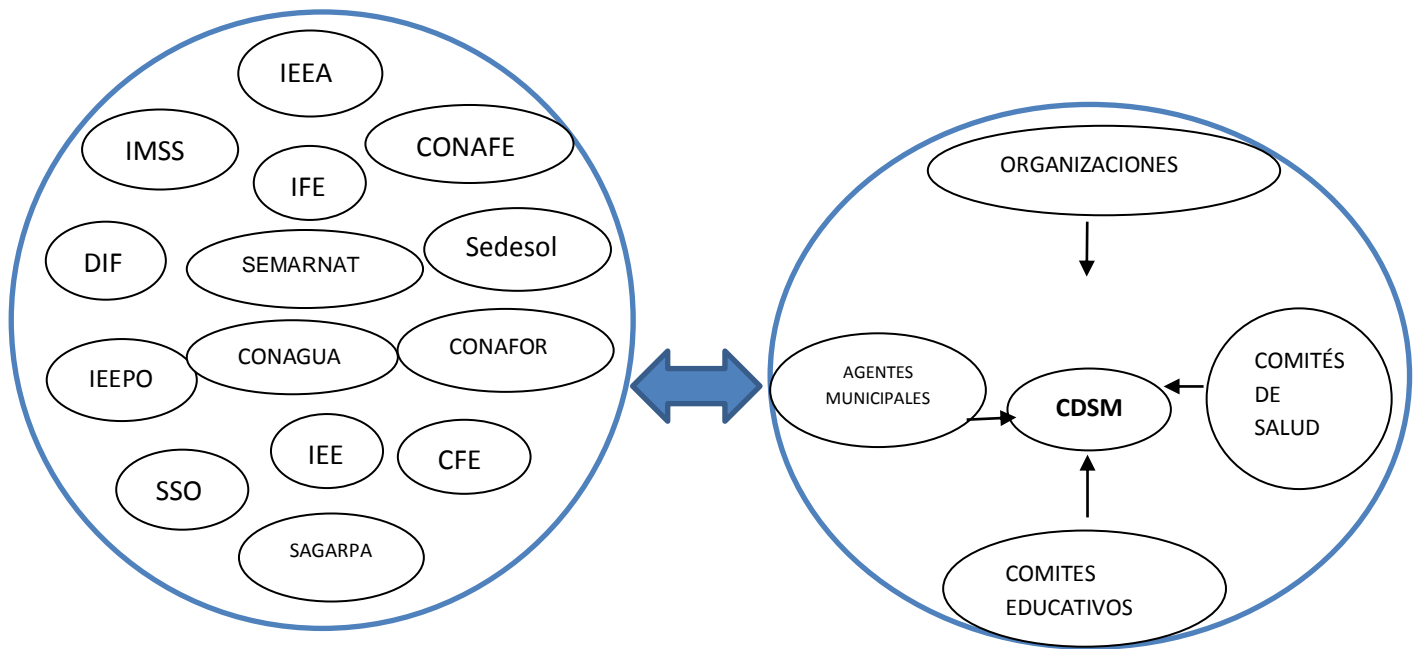 IEEA
IMSS
CONAFE
IFE
DIF
SEMARNAT
Sedesol
IEEPO
CONAGUA
CONAFOR
IEE
CFE
SSO
SAGARPA
ORGANIZACIONES
AGENTES
MUNICIPALES
CDSM
COMITÉS
DE
SALUD
COMITES
EDUCATIVOS